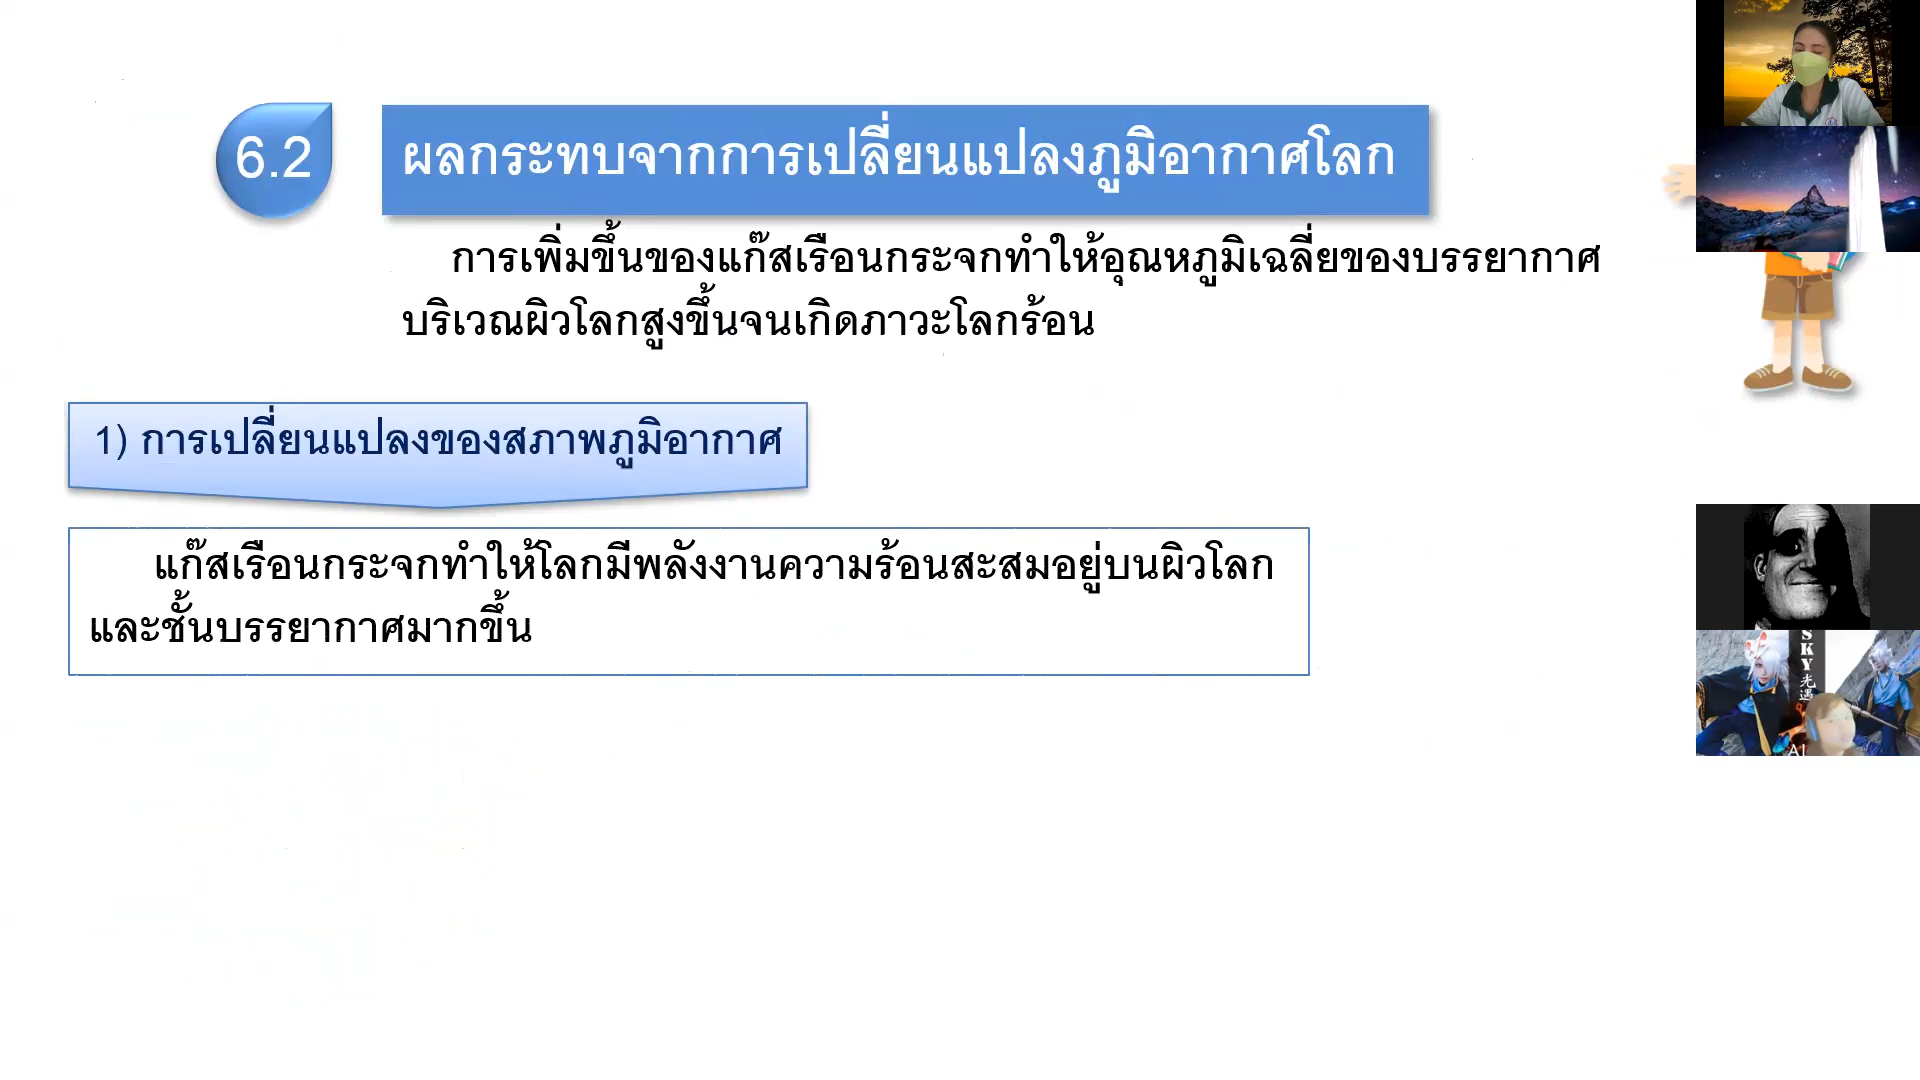 6.2
ผลกระทบจากการเปลี่ยนแปลงภูมิอากาศโลก
การเพิ่มขึ้นของแก๊สเรือนกระจกทำให้อุณหภูมิเฉลี่ยของบรรยากาศ
บริเวณผิวโลกสูงขึ้นจนเกิดภาวะโลกร้อน
1) การเปลี่ยนแปลงของสภาพภูมิอากาศ
แก๊สเรือนกระจกทำให้โลกมีพลังงานความร้อนสะสมอยู่บนผิวโลก
และชั้นบรรยากาศมากขึ้น
SKY光遇
AI